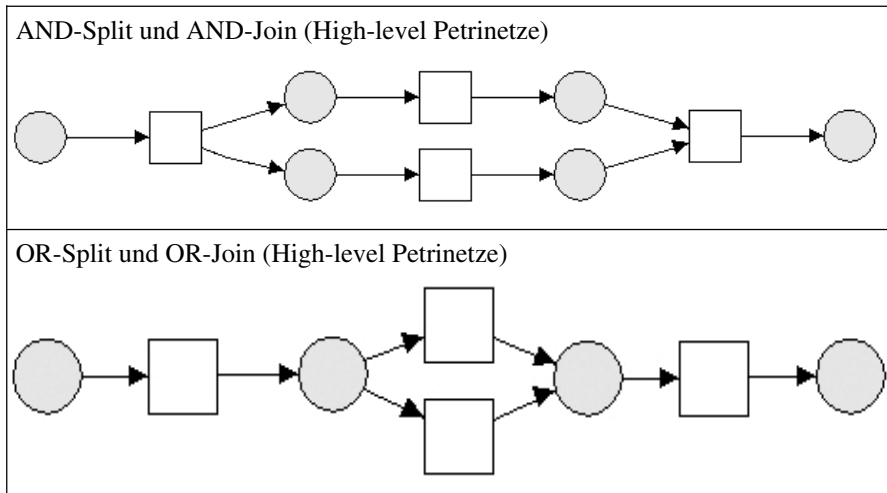 AND-Split und AND-Join (High-level Petrinetze)
OR-Split und OR-Join (High-level Petrinetze)